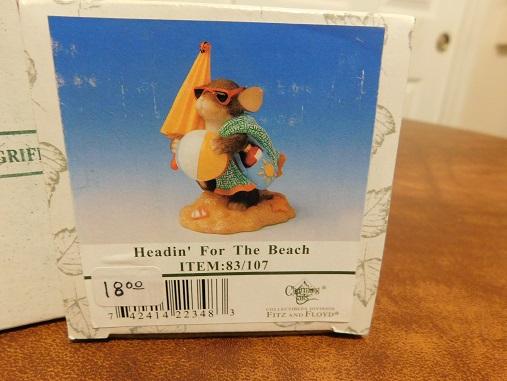 GRIFF
Headin' For The Beach
ITEM:83/107
18.00
7 42414 22348 3
Charming Tails
COLLECTIBLES DIVISION
FITZ AND FLOYD®